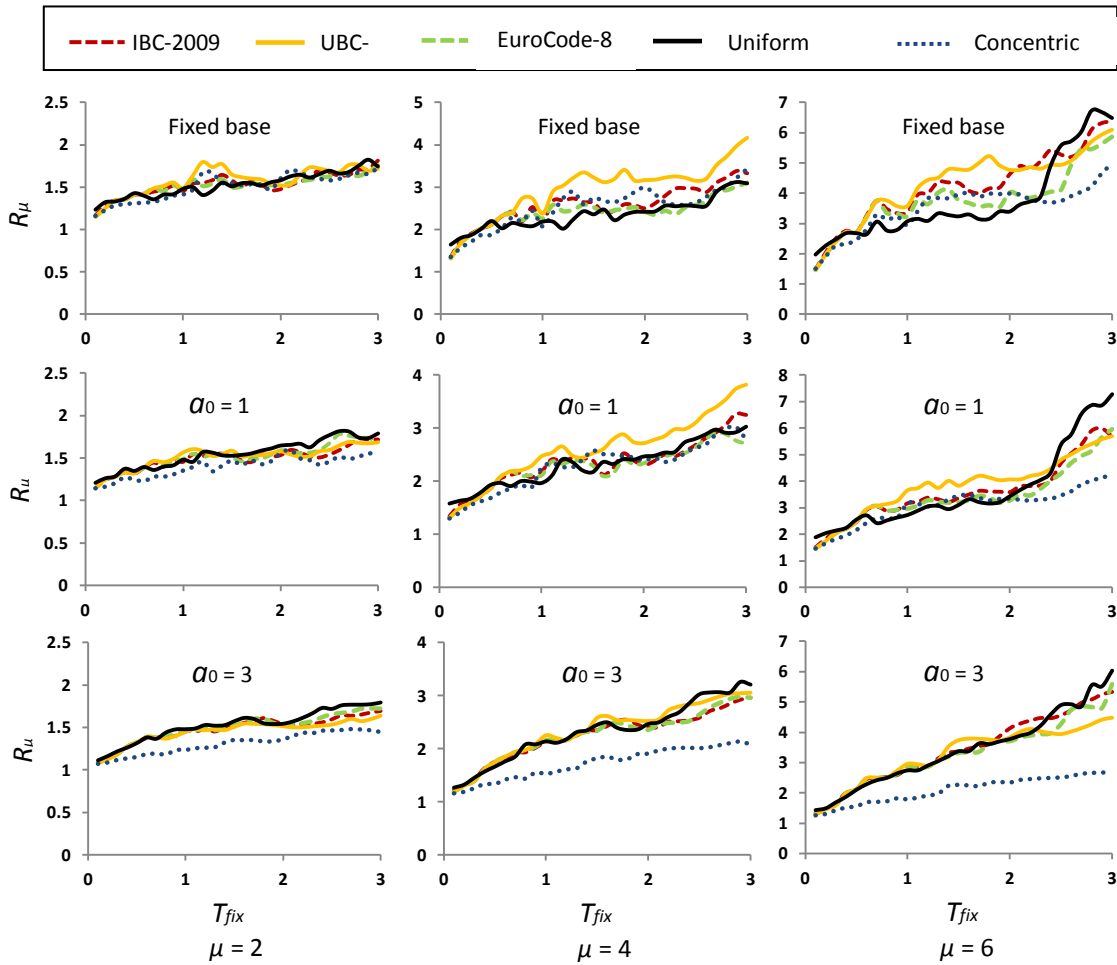 IBC-2009 UBC- EuroCode-8 Uniform Concentric
Fixed base
Rμ
2.5
2
1.5
1
0.5
0
0 1 2 3
Fixed base
5
4
3
2
1
0
0 1 2 3
Fixed base
7
6
5
4
3
2
1
0
0 1 2 3
a0 = 1
Rμ
2.5
2
1.5
1
0.5
0
0 1 2 3
a0 = 1
4
3
2
1
0
0 1 2 3
a0 = 1
8
7
6
5
4
3
2
1
0
0 1 2 3
a0 = 3
Rμ
2.5
2
1.5
1
0.5
0
0 1 2 3
a0 = 3
4
3
2
1
0
0 1 2 3
a0 = 3
7
6
5
4
3
2
1
0
0 1 2 3
Tfix Tfix Tfix
μ = 2 μ = 4 μ = 6